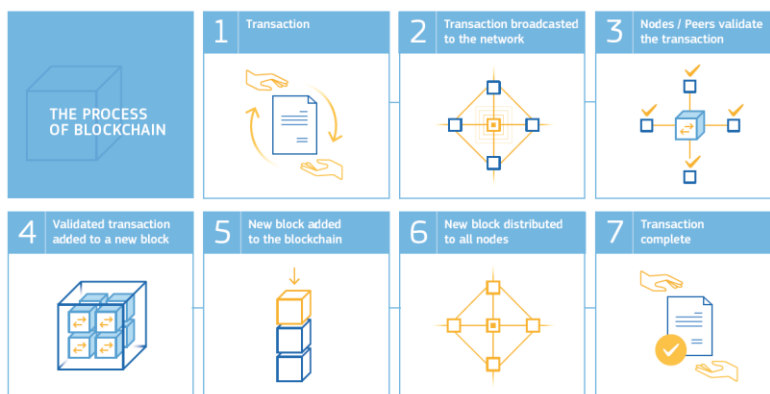 THE PROCESS
OF BLOCKCHAIN
1 Transaction
2 Transaction broadcasted
to the network
3 Nodes / Peers validate
the transaction
4 Validated transaction
added to a new block
5 New block added
to the blockchain
6 New block distributed
to all nodes
7 Transaction
complete